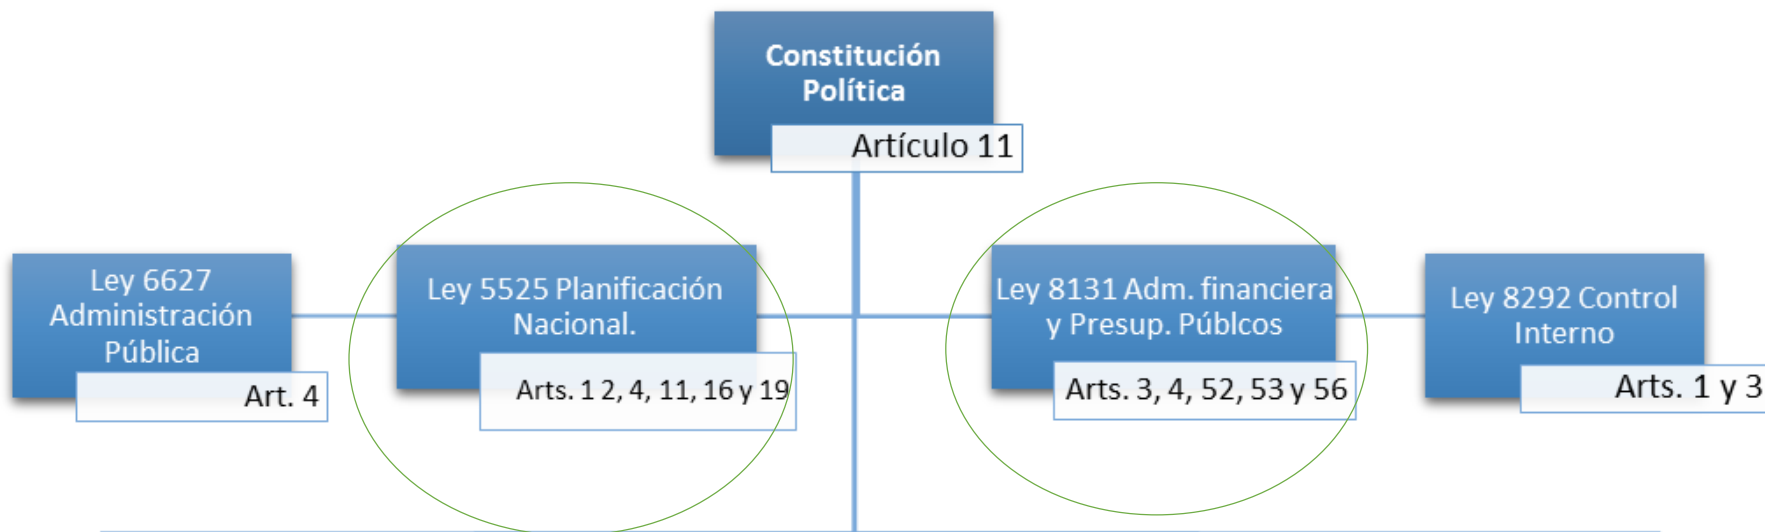 Constitución
Política
Artículo 11
Ley 6627
Administración
Pública
Art. 4
Ley 5525 Planificación
Nacional.
Arts. 1 2, 4, 11, 16 y 19
Ley 8131 Adm. financiera
y Presup. Públcos
Arts. 3, 4, 52, 53 y 56
Ley 8292 Control
Interno
Arts. 1 y 3